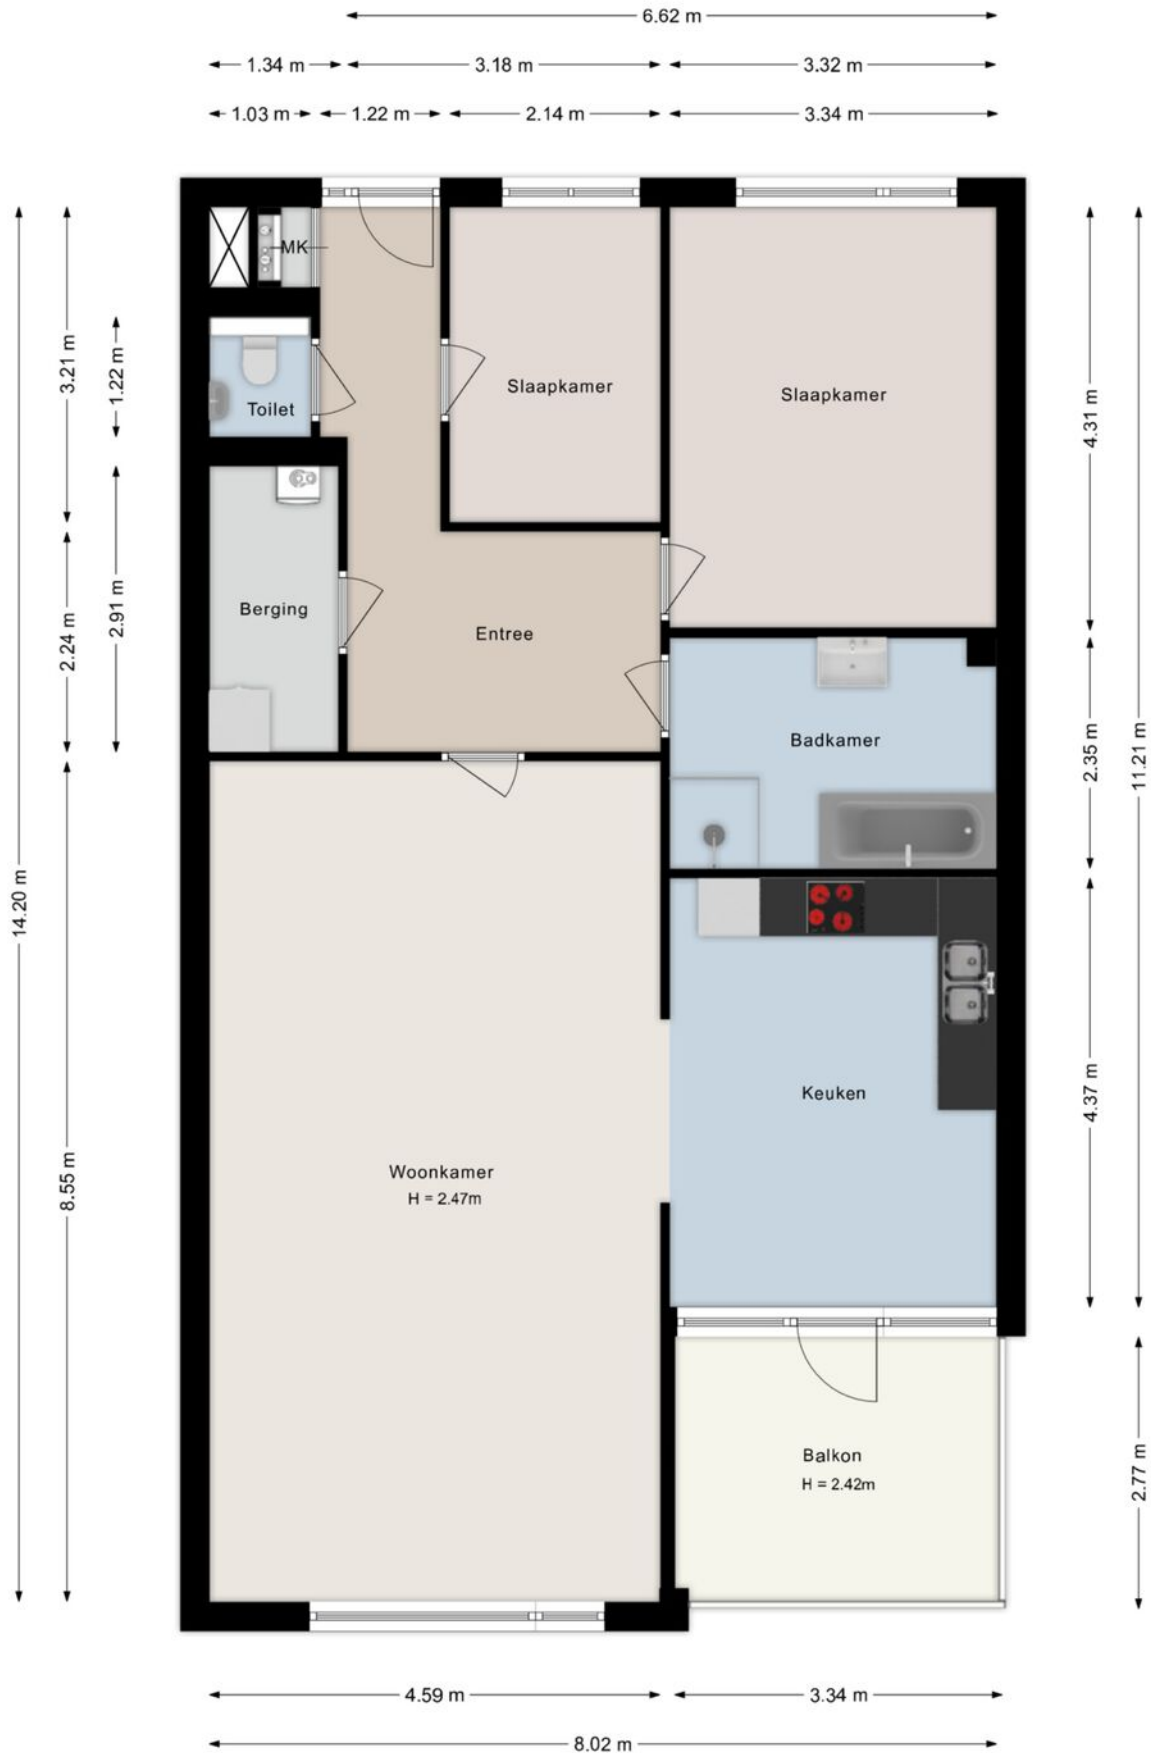 6.62 m
1.34 m
3.18 m
3.32 m
1.03 m
1.22 m
2.14 m
3.34 m
MK
3.21 m
1.22 m
Toilet
Slaapkamer
Slaapkamer
4.31 m
2.24 m
2.91 m
Berging
Entree
Badkamer
2.35 m
11.21 m
14.20 m
8.55 m
Keuken
4.37 m
Woonkamer
H = 2.47m
Balkon
H = 2.42m
2.77 m
4.59 m
3.34 m
8.02 m